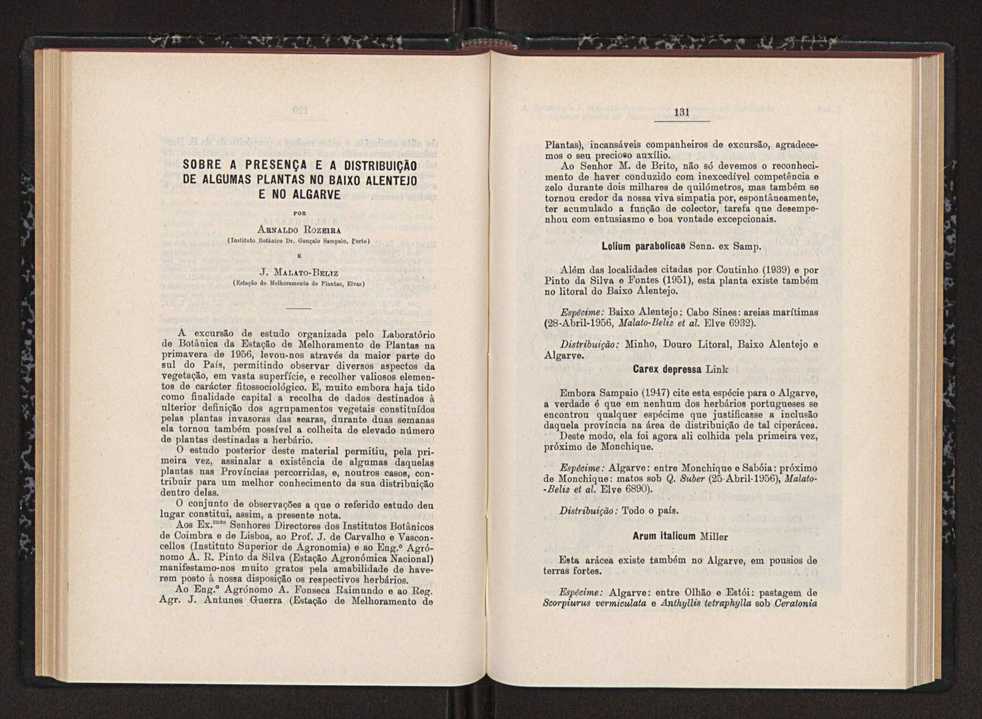 SOBRE A PRESENÇA E A DISTRIBUIÇÃO
DE ALGUMAS PLANTAS NO BAIXO ALENTEJO
E NO ALGARVE
POR
ARNALDO ROZEIRA
(Instituto Botânico Dr. Gonçalo Sampaio, Porto)
E
J. MALATO-BELIZ
(Estação de Melhoramento de Plantas, Elvas)
A excursão de estudo organizada pelo Laboratório
de Botânica da Estação de Melhoramento de Plantas na
primavera de 1956, levou-nos através da maior parte do
sul do País, permitindo observar diversos aspectos da
vegetação, em vasta superfície, e recolher valiosos elemen-
tos de carácter fitossociológico. E, muito embora haja tido
como finalidade capital a recolha de dados destinados à
ulterior definição dos agrupamentos vegetais constituídos
pelas plantas invasoras das searas, durante duas semanas
ela tornou também possível a colheita de elevado número
de plantas destinadas a herbário.
O estudo posterior deste material permitiu, pela pri-
meira vez, assinalar a existência de algumas daquelas
plantas nas Províncias percorridas, e, noutros casos, con-
tribuir para um melhor conhecimento da sua distribuição
dentro delas.
O conjunto de observações a que o referido estudo deu
lugar constitui, assim, a presente nota.
Aos Ex.mos Senhores Directores dos Institutos Botânicos
de Coimbra e de Lisboa, ao Prof. J. de Carvalho e Vascon-
cellos (Instituto Superior de Agronomia) e ao Eng.º Agró-
nomo A. R. Pinto da Silva (Estação Agronómica Nacional)
manifestamo-nos muito gratos pela amabilidade de have-
rem posto à nossa disposição os respectivos herbários.
Ao Eng.º Agrónomo A. Fonseca Raimundo e ao Reg.
Agr. J. Antunes Guerra (Estação de Melhoramento de
131
Plantas), incansáveis companheiros de excursão, agradece-
mos o seu precioso auxílio.
Ao Senhor M. de Brito, não só devemos o reconheci-
mento de haver conduzido com inexcedível competência e
zelo durante dois milhares de quilómetros, mas também se
tornou credor da nossa viva simpatia por, espontâneamente,
ter acumulado a função de colector, tarefa que desempe-
nhou com entusiasmo e boa vontade excepcionais.
Lolium parabolicae Senn. ex Samp.
Além das localidades citadas por Coutinho (1939) e por
Pinto da Silva e Fontes (1951), esta planta existe também
no litoral do Baixo Alentejo.
Espécime: Baixo Alentejo; Cabo Sines: areias marítimas
(28-Abril-1956, Malato-Beliz et al. Elve 6932).
Distribuição: Minho, Douro Litoral, Baixo Alentejo e
Algarve.
Carex depressa Link
Embora Sampaio (1947) cite esta espécie para o Algarve,
a verdade é que em nenhum dos herbários portugueses se
encontrou qualquer espécime que justificasse a inclusão
daquela província na área de distribuição de tal ciperácea.
Deste modo, ela foi agora ali colhida pela primeira vez,
próximo de Monchique.
Espécime: Algarve: entre Monchique e Sabóia: próximo
de Monchique: matos sob Q. Suber (25-Abril-1956), Malato-
-Beliz et al. Elve 6890).
Distribuição: Todo o país.
Arum italicum Miller
Esta arácea existe também no Algarve, em pousios de
terras fortes.
Espécime: Algarve: entre Olhão e Estói: pastagem de
Scorpiurus vermiculata e Anthyllis tetraphylla sob Ceratonia